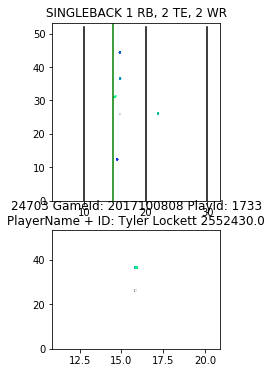 SINGLEBACK 1 RB, 2 TE, 2 WR
50
40
30
20
10
0
10 20 30
24703 GameId: 2017100808 PlayId: 1733
PlayerName + ID: Tyler Lockett 2552430.0
40
20
0
12.5 15.0 17.5 20.0